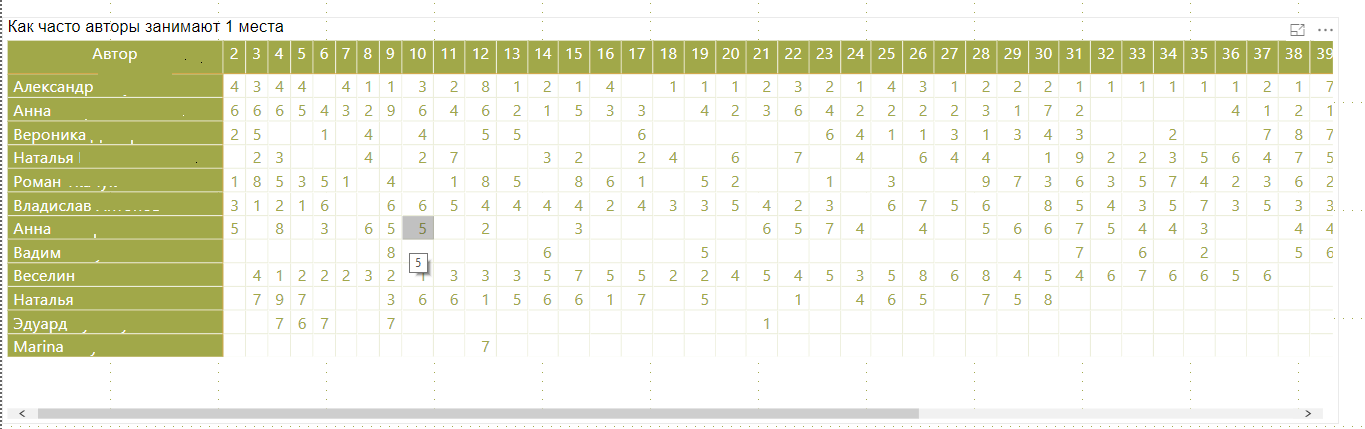 Как часто авторы занимают 1 места
Автор 2 3 4 5 6 7 8 9 10 11 12 13 14 15 16 17 18 19 20 21 22 23 24 25 26 27 28 29 30 31 32 33 34 35 36 37 38 39
Александр 4 3 4 4 4 1 1 3 2 8 1 2 1 4 1 1 1 2 3 2 1 4 3 1 2 2 2 1 1 1 1 1 1 2 1 7
Анна 6 6 6 5 4 3 2 9 6 4 6 2 1 5 3 3 4 2 3 6 4 2 2 2 2 3 1 7 2 4 1 2 1
Вероника 2 5 1 4 4 5 5 6 6 4 1 1 3 1 3 4 3 2 7 8 7
Наталья 2 3 4 2 7 3 2 2 4 6 7 4 6 4 4 1 9 2 2 3 5 6 4 7 5
Роман 1 8 5 3 5 1 4 1 8 5 8 6 1 5 2 1 3 9 7 3 6 3 5 7 4 2 3 6 2
Владислав 3 1 2 1 6 6 6 5 4 4 4 4 2 4 3 3 5 4 2 3 6 7 5 6 8 5 4 3 5 7 3 5 3 3
Анна 5 8 3 6 5 5 2 3 6 5 7 4 4 5 6 6 7 5 4 4 3 4 4
Вадим 8 6 5 7 6 2 5 6
5
Веселин 4 1 2 2 2 3 2 1 3 3 3 5 7 5 5 2 2 4 5 4 5 3 5 8 6 8 4 5 4 6 7 6 6 5 6
Наталья 7 9 7 3 6 6 1 5 6 6 1 7 5 1 4 6 5 7 5 8
Эдуард 7 6 7 7 1
Marina 7